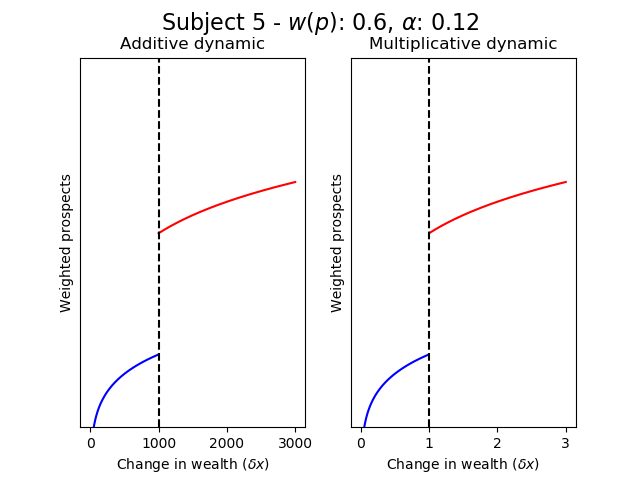 Subject 5 - w(p): 0.6, α: 0.12
Additive dynamic
Weighted prospects
0 1000 2000 3000
Change in wealth (δx)
Multiplicative dynamic
Weighted prospects
0 1 2 3
Change in wealth (δx)